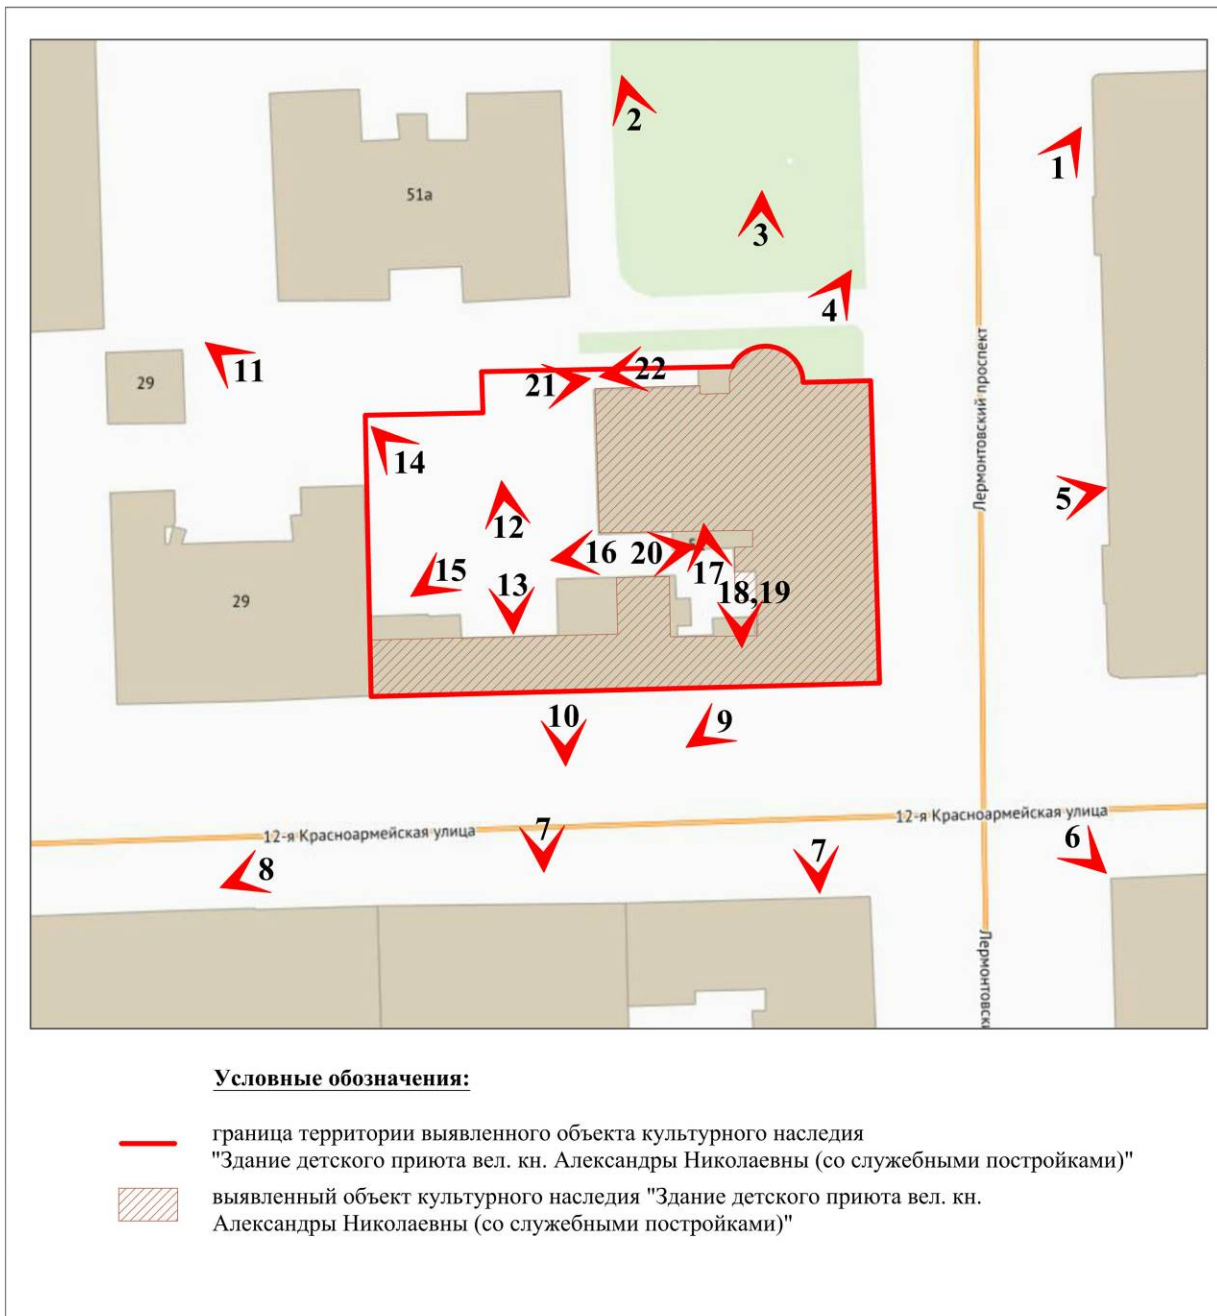 2
1
51а
3
4
Лермонтовский проспект
29
11
21
22
14
5
12
16
20
17
15
13
18,19
29
10
9
12-я Красноармейская улица
7
12-я Красноармейская улица
7
6
8
Лермонтовски
Условные обозначения:
граница территории выявленного объекта культурного наследия
"Здание детского приюта вел. кн. Александры Николаевны (со служебными постройками)"
выявленный объект культурного наследия "Здание детского приюта вел. кн.
Александры Николаевны (со служебными постройками)"